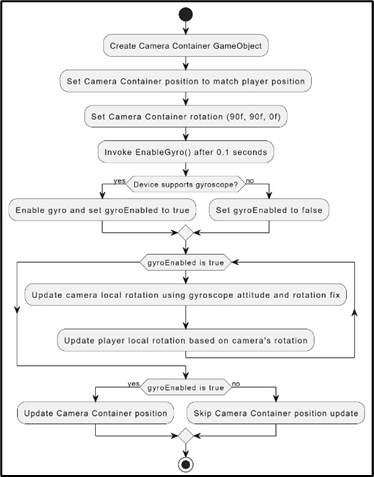 Create Camera Container GameObject
Set Camera Container position to match player position
Set Camera Container rotation (90f, 90f, 0f)
Invoke EnableGyro() after 0.1 seconds
yes
Device supports gyroscope?
no
Enable gyro and set gyroEnabled to true
Set gyroEnabled to false
gyroEnabled is true
Update camera local rotation using gyroscope attitude and rotation fix
Update player local rotation based on camera's rotation
yes
gyroEnabled is true
no
Update Camera Container position
Skip Camera Container position update